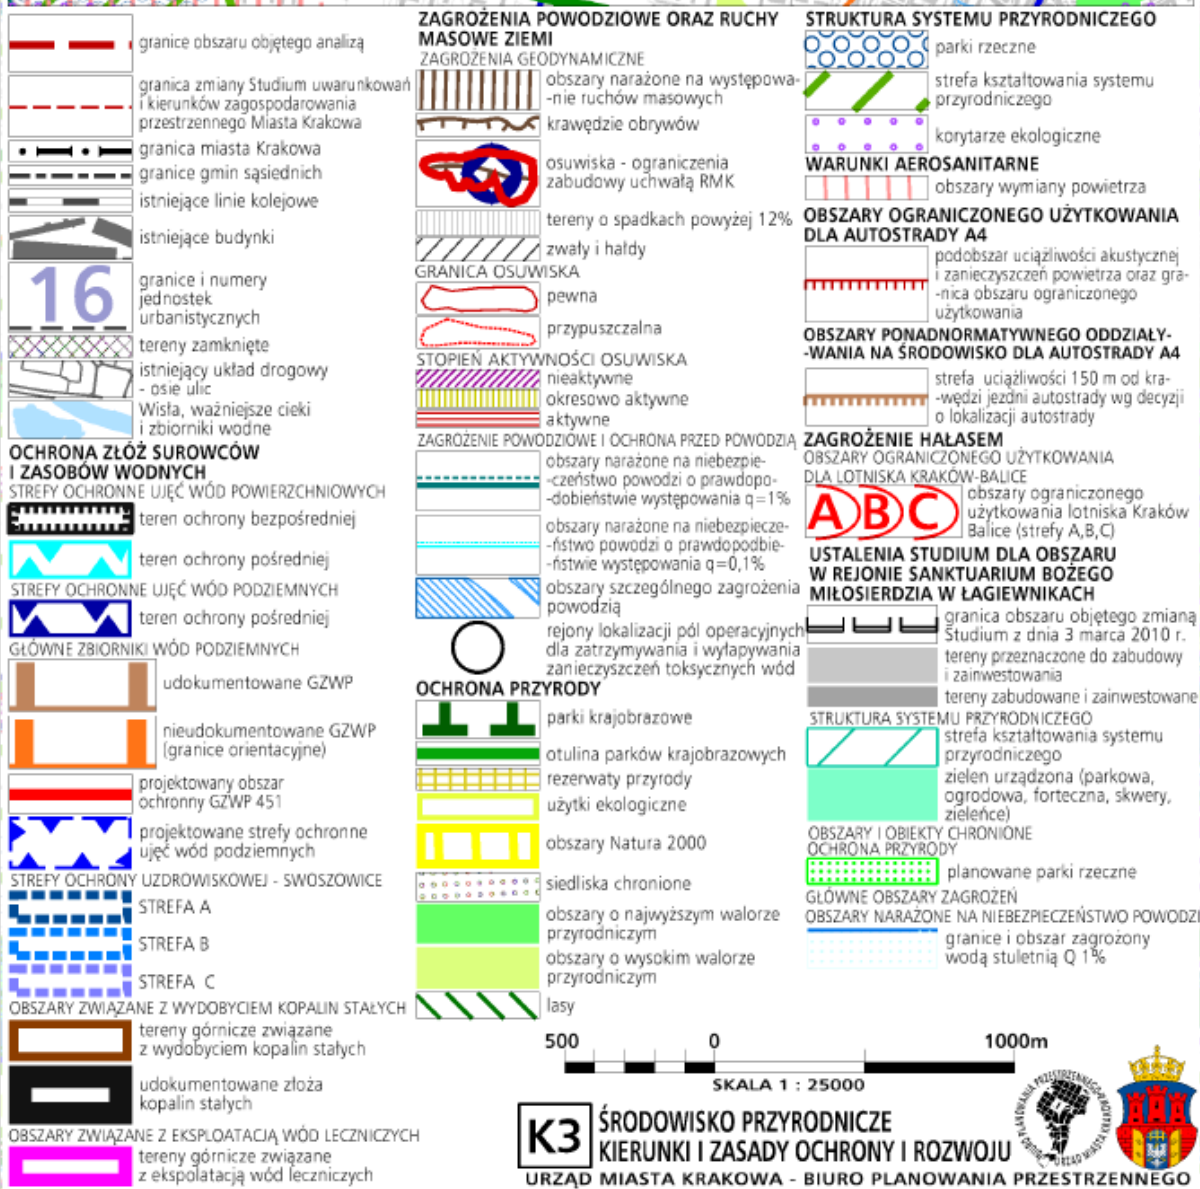 granice obszaru objętego analizą
granica zmiany Studium uwarunkowań
i kierunków zagospodarowania
przestrzennego Miasta Krakowa
granica miasta Krakowa
granice gmin sąsiednich
istniejące linie kolejowe
istniejące budynki
16
granice i numery
jednostek
urbanistycznych
tereny zamknięte
istniejący układ drogowy
- osie ulic
Wisła, ważniejsze cieki
i zbiorniki wodne
OCHRONA ZŁÓŻ SUROWCÓW
I ZASOBÓW WODNYCH
STREFY OCHRONNE UJĘĆ WÓD POWIERZCHNIOWYCH
teren ochrony bezpośredniej
teren ochrony pośredniej
STREFY OCHRONNE UJĘĆ WÓD PODZIEMNYCH
teren ochrony pośredniej
GŁÓWNE ZBIORNIKI WÓD PODZIEMNYCH
udokumentowane GZWP
nieudokumentowane GZWP
(granice orientacyjne)
projektowany obszar
ochronny GZWP 451
projektowane strefy ochronne
ujęć wód podziemnych
STREFY OCHRONY UZDROWISKOWEJ - SWOSZOWICE
STREFA A
STREFA B
STREFA C
OBSZARY ZWIĄZANE Z WYDOBYCIEM KOPALIN STAŁYCH
tereny górnicze związane
z wydobyciem kopalin stałych
udokumentowane złoża
kopalin stałych
OBSZARY ZWIĄZANE Z EKSPLOATACJĄ WÓD LECZNICZYCH
tereny górnicze związane
z ekspolatacją wód leczniczych
ZAGROŻENIA POWODZIOWE ORAZ RUCHY
MASOWE ZIEMI
ZAGROŻENIA GEODYNAMICZNE
obszary narażone na występowa-
-nie ruchów masowych
krawędzie obrywów
osuwiska - ograniczenia
zabudowy uchwałą RMK
tereny o spadkach powyżej 12%
zwały i hałdy
GRANICA OSUWISKA
pewna
przypuszczalna
STOPIEŃ AKTYWNOŚCI OSUWISKA
nieaktywne
okresowo aktywne
aktywne
ZAGROŻENIE POWODZIOWE I OCHRONA PRZED POWODZIĄ
obszary narażone na niebezpie-
-czeństwo powodzi o prawdopo-
-dobieństwie występowania q=1%
obszary narażone na niebezpiecze-
-ństwo powodzi o prawdopodbie-
-ństwie występowania q=0,1%
obszary szczególnego zagrożenia
powodzią
rejony lokalizacji pól operacyjnych
dla zatrzymywania i wyłapywania
zanieczyszczeń toksycznych wód
OCHRONA PRZYRODY
parki krajobrazowe
otulina parków krajobrazowych
rezerwaty przyrody
użytki ekologiczne
obszary Natura 2000
siedliska chronione
obszary o najwyższym walorze
przyrodniczym
obszary o wysokim walorze
przyrodniczym
lasy
STRUKTURA SYSTEMU PRZYRODNICZEGO
parki rzeczne
strefa kształtowania systemu
przyrodniczego
korytarze ekologiczne
WARUNKI AEROSANITARNE
obszary wymiany powietrza
OBSZARY OGRANICZONEGO UŻYTKOWANIA
DLA AUTOSTRADY A4
podobszar uciążliwości akustycznej
i zanieczyszczeń powietrza oraz gra-
-nica obszaru ograniczonego
użytkowania
OBSZARY PONADNORMATYWNEGO ODDZIAŁY-
-WANIA NA ŚRODOWISKO DLA AUTOSTRADY A4
strefa uciążliwości 150 m od kra-
-wędzi jezdni autostrady wg decyzji
o lokalizacji autostrady
ZAGROŻENIE HAŁASEM
OBSZARY OGRANICZONEGO UŻYTKOWANIA
DLA LOTNISKA KRAKÓW-BALICE
A B C
obszary ograniczonego
użytkowania lotniska Kraków
Balice (strefy A,B,C)
USTALENIA STUDIUM DLA OBSZARU
W REJONIE SANKTUARIUM BOŻEGO
MIŁOSIERDZIA W ŁAGIEWNIKACH
granica obszaru objętego zmianą
Studium z dnia 3 marca 2010 r.
tereny przeznaczone do zabudowy
i zainwestowania
tereny zabudowane i zainwestowane
STRUKTURA SYSTEMU PRZYRODNICZEGO
strefa kształtowania systemu
przyrodniczego
zielen urządzona (parkowa,
ogrodowa, forteczna, skwery,
zieleńce)
OBSZARY I OBIEKTY CHRONIONE
OCHRONA PRZYRODY
planowane parki rzeczne
GŁÓWNE OBSZARY ZAGROŻEŃ
OBSZARY NARAŻONE NA NIEBEZPIECZEŃSTWO POWODZI
granice i obszar zagrożony
wodą stuletnią Q 1%
500 0 1000m
SKALA 1 : 25000
K3
ŚRODOWISKO PRZYRODNICZE
KIERUNKI I ZASADY OCHRONY I ROZWOJU
URZĄD MIASTA KRAKOWA - BIURO PLANOWANIA PRZESTRZENNEGO